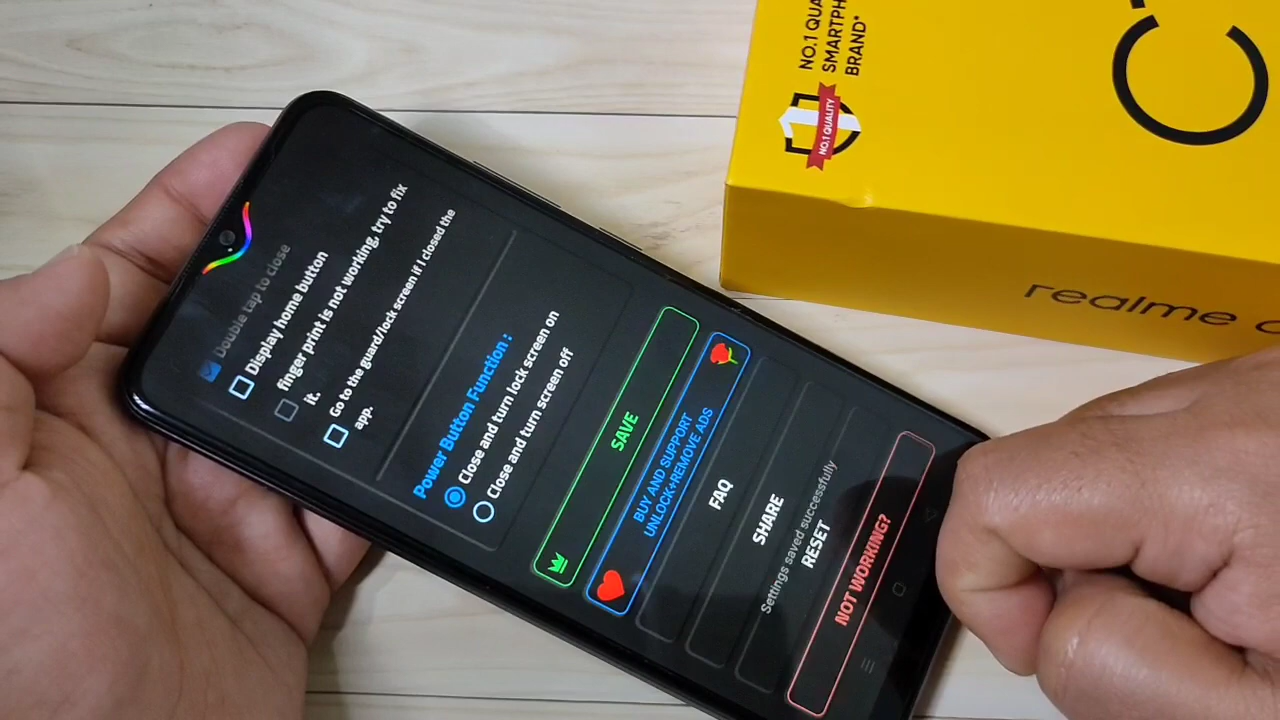 Double tap to close
Display home button
finger print is not working, try to fix
it.
Go to the guard/lock screen if I closed the
app.
Power Button Function :
Close and turn lock screen on
Close and turn screen off
SAVE
BUY AND SUPPORT
UNLOCK+REMOVE ADS
FAQ
SHARE
Settings saved successfully
RESET
NOT WORKING?
NO.1 QUA
SMARTPH
BRAND*
NO.1 QUALITY
C
realme c